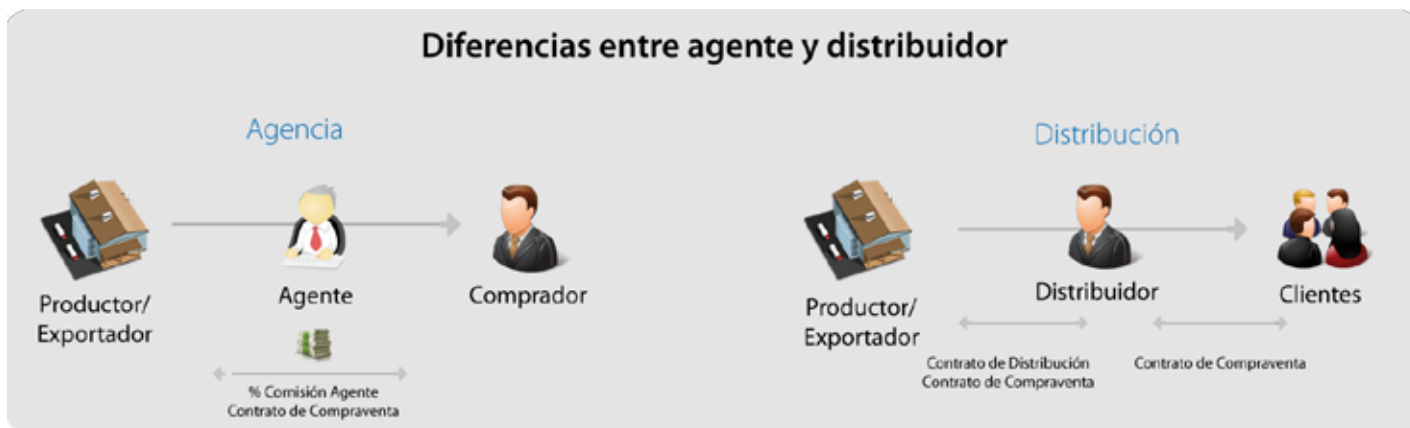 Diferencias entre agente y distribuidor
Agencia
Productor/
Exportador
Agente
Comprador
% Comisión Agente
Contrato de Compraventa
Distribución
Productor/
Exportador
Distribuidor
Clientes
Contrato de Distribución
Contrato de Compraventa
Contrato de Compraventa